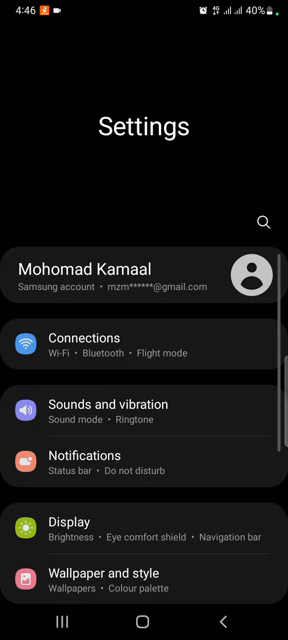 4:46 4G 40%
Settings
Mohomad Kamaal
Samsung account • mzm******@gmail.com
Connections
Wi-Fi • Bluetooth • Flight mode
Sounds and vibration
Sound mode • Ringtone
Notifications
Status bar • Do not disturb
Display
Brightness • Eye comfort shield • Navigation bar
Wallpaper and style
Wallpapers • Colour palette